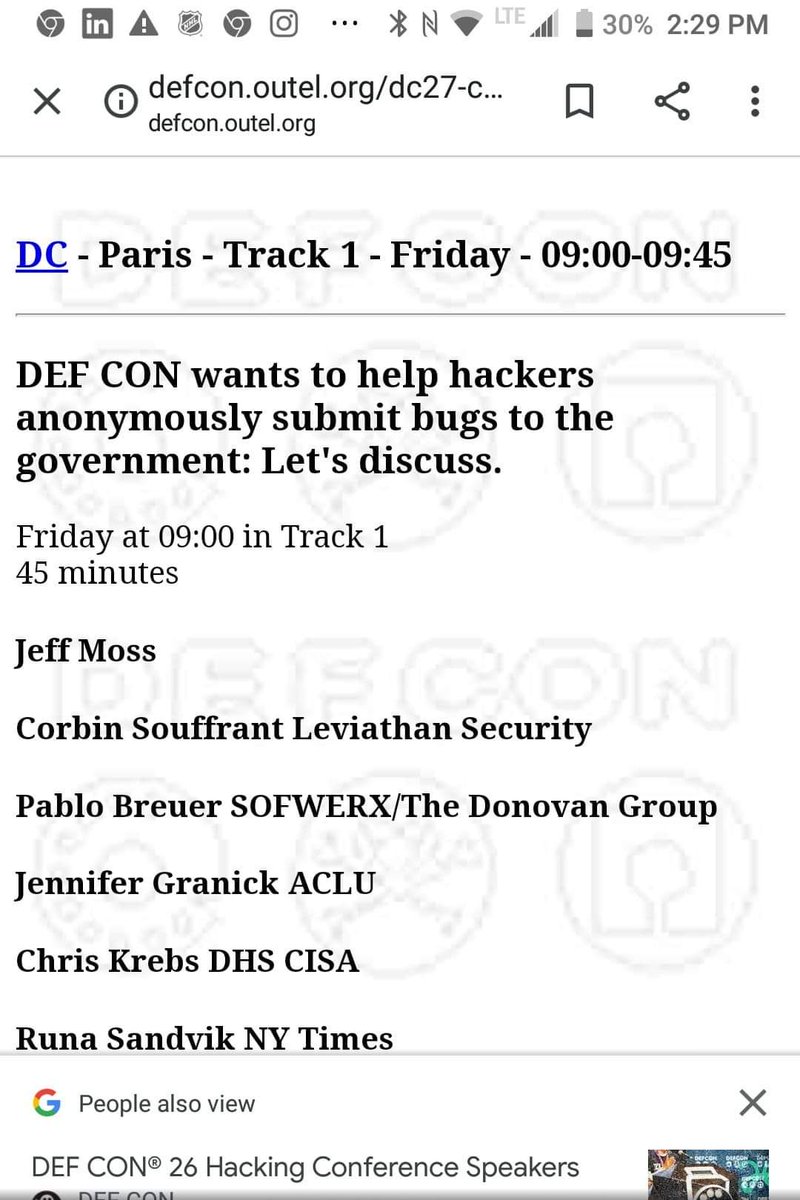 LTE 30% 2:29 PM
defcon.outel.org/dc27-c...
defcon.outel.org
DEFCON
DC - Paris - Track 1 - Friday - 09:00-09:45
DEF CON wants to help hackers
anonymously submit bugs to the
government: Let's discuss.
Friday at 09:00 in Track 1
45 minutes
DEFCON
Jeff Moss
Corbin Souffrant Leviathan Security
Pablo Breuer SOFWERX/The Donovan Group
Jennifer Granick ACLU
Chris Krebs DHS CISA
Runa Sandvik NY Times
People also view
DEF CON® 26 Hacking Conference Speakers
DEF CON